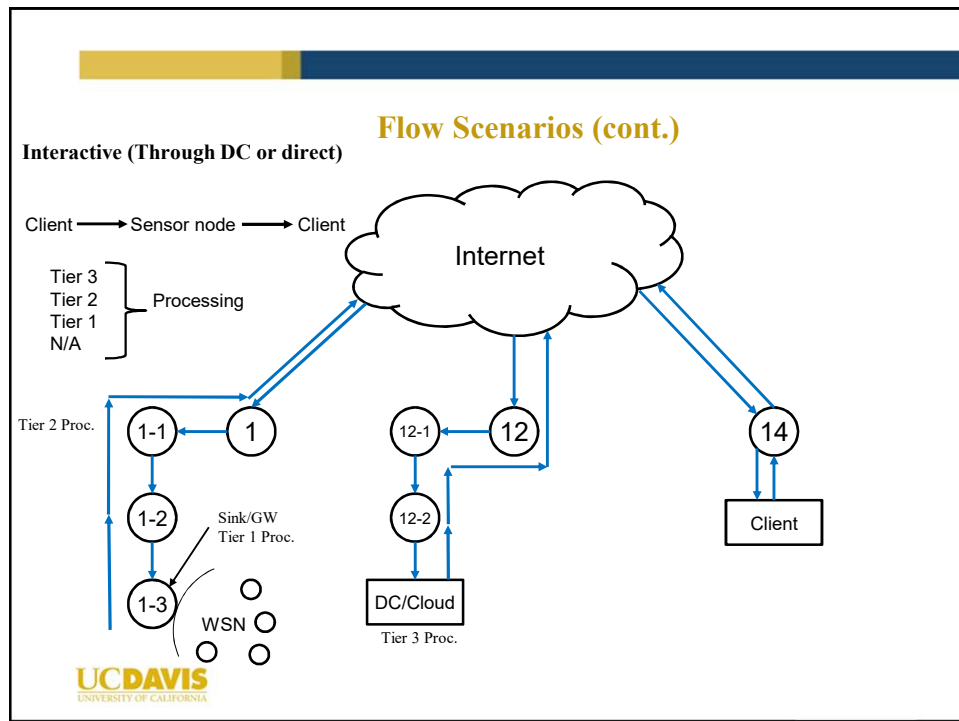 Flow Scenarios (cont.)
Interactive (Through DC or direct)
Client Sensor node Client
Internet
Tier 3
Tier 2
Tier 1
N/A
Processing
Tier 2 Proc.
1-1
1
12-1
12
14
1-2
Sink/GW
Tier 1 Proc.
12-2
Client
1-3
WSN
DC/Cloud
Tier 3 Proc.
UCDAVIS
UNIVERSITY OF CALIFORNIA